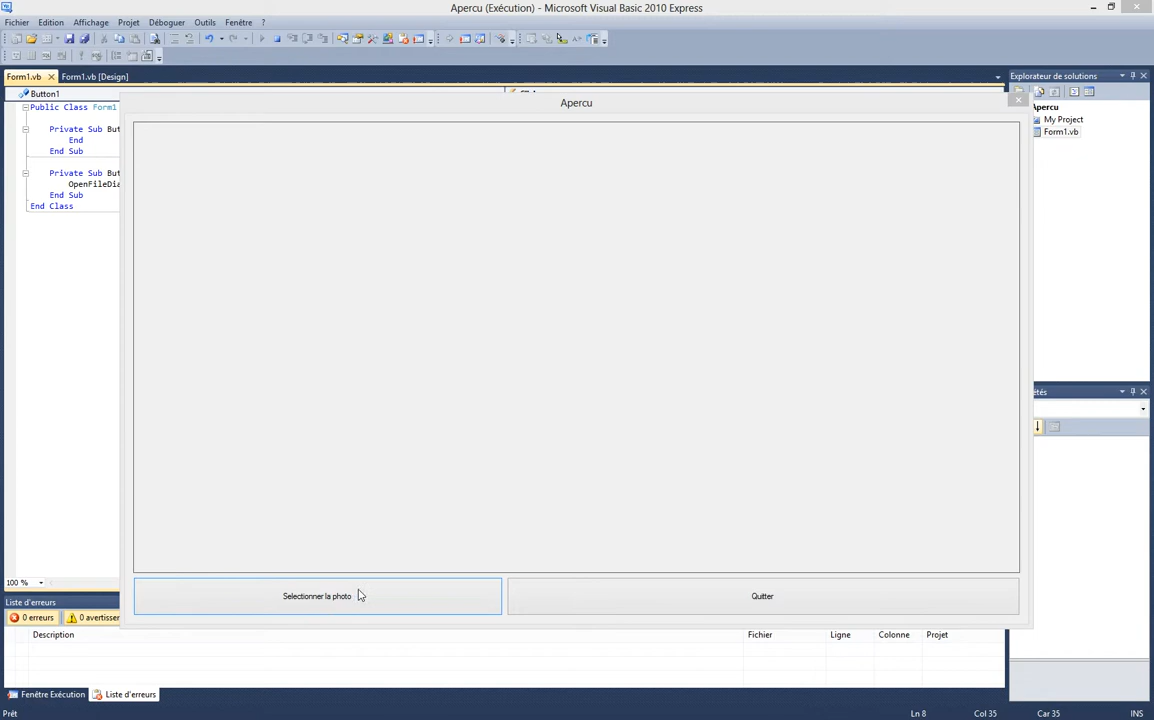 Apercu (Exécution) - Microsoft Visual Basic 2010 Express
Fichier Edition Affichage Projet Déboguer Outils Fenêtre ?
Form1.vb Form1.vb [Design]
Explorateur de solutions
Button1
Apercu
Apercu
Public Class Form1
My Project
Private Sub But
Form1.vb
End
End Sub
Private Sub But
OpenFileDia
End Sub
End Class
étés
100 %
Selectionner la photo
Quitter
Liste d'erreurs
0 erreurs 0 avertisser
Description Fichier Ligne Colonne Projet
Fenêtre Exécution Liste d'erreurs
Prêt Ln 8 Col 35 Car 35 INS